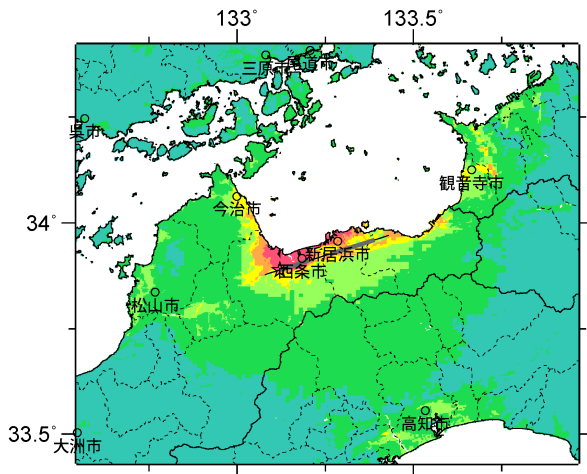 133°
133.5°
三原市
尾道市
呉市
観音寺市
今治市
34°
新居浜市
西条市
松山市
高知市
33.5°
大洲市